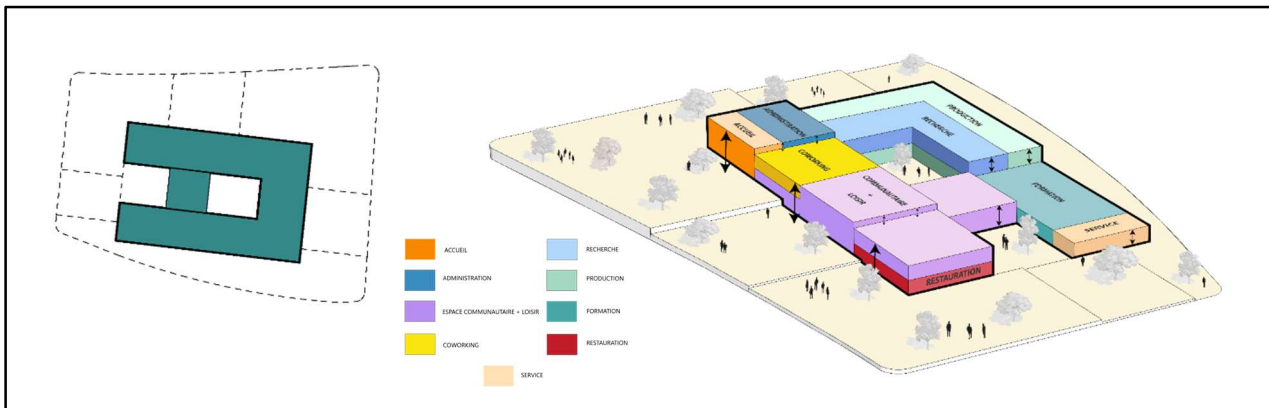 ACCUEIL
ADMINISTRATION
COWORKING
COMMUNAUTAIRE
+
LOISIR
RECHERCHE
PRODUCTION
FORMATION
SERVICE
RESTAURATION
ACCUEIL
ADMINISTRATION
ESPACE COMMUNAUTAIRE + LOISIR
COWORKING
RECHERCHE
PRODUCTION
FORMATION
RESTAURATION
SERVICE